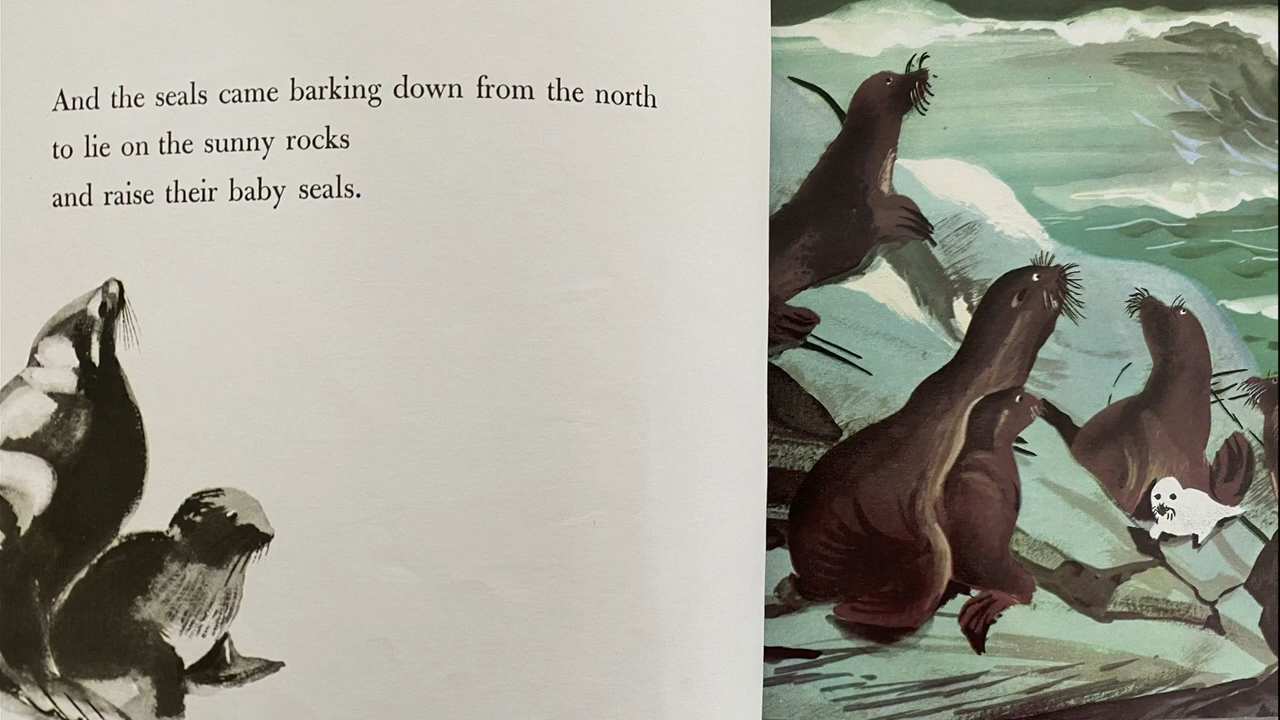 And the seals came barking down from the north
to lie on the sunny rocks
and raise their baby seals.